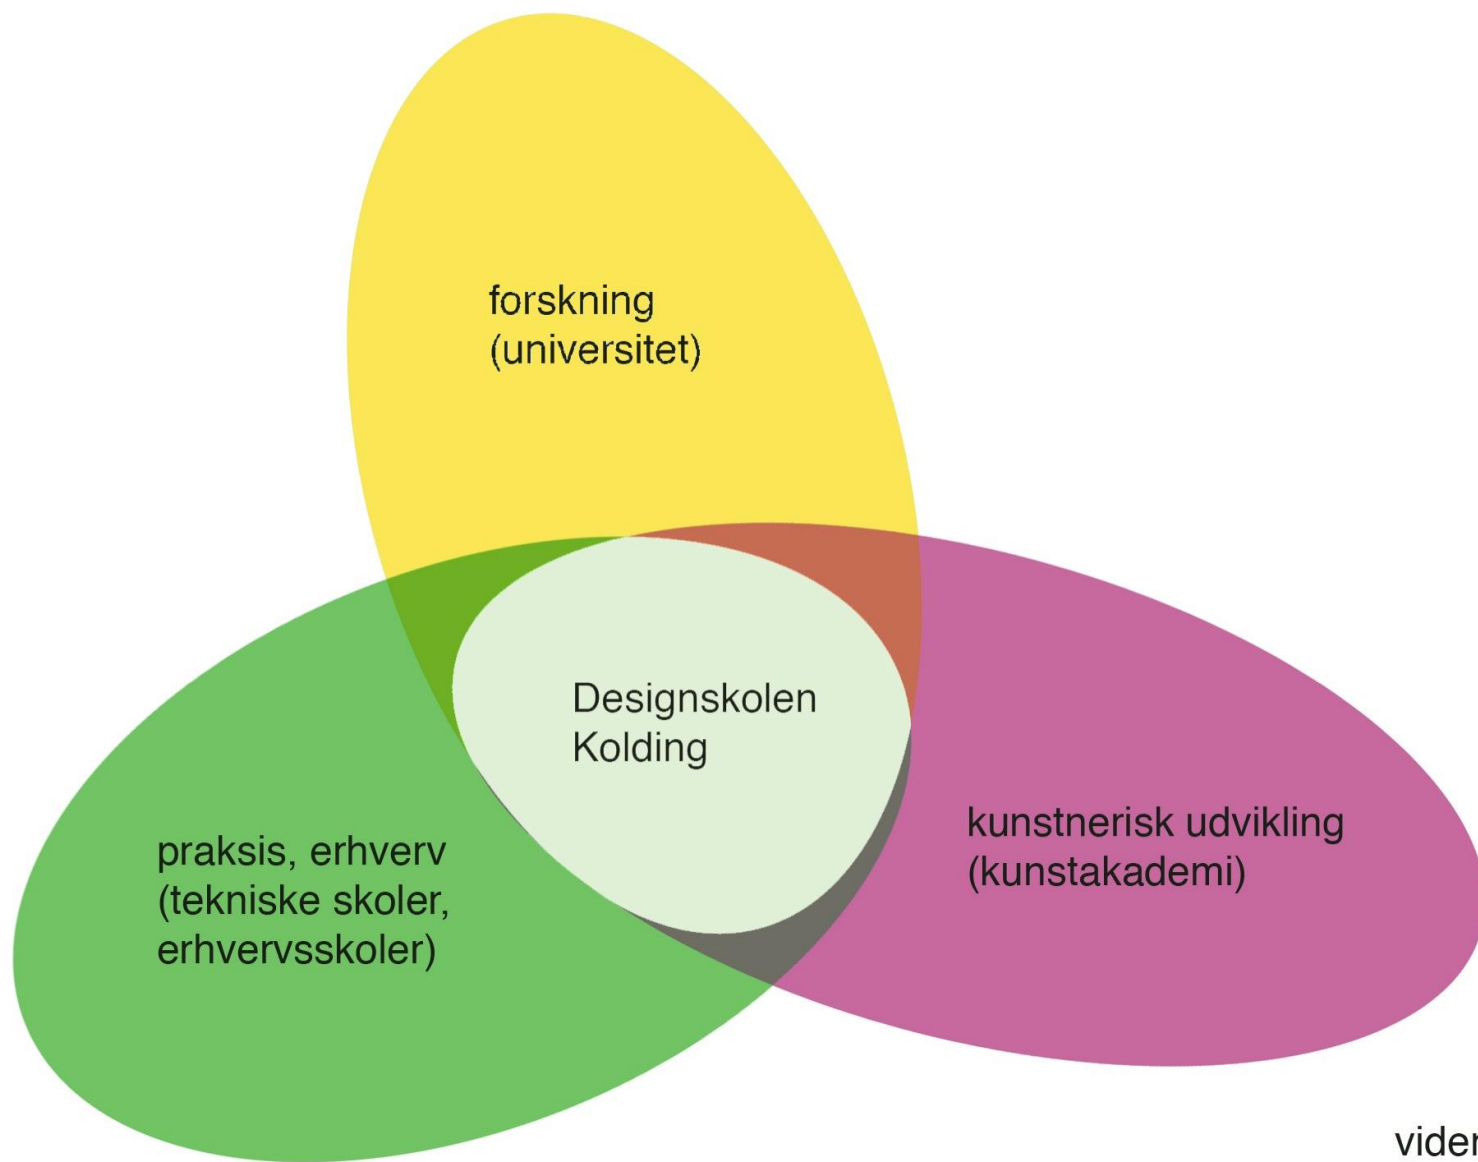 forskning
(universitet)
Designskolen
Kolding
praksis, erhverv
(tekniske skoler,
erhvervsskoler)
kunstnerisk udvikling
(kunstakademi)